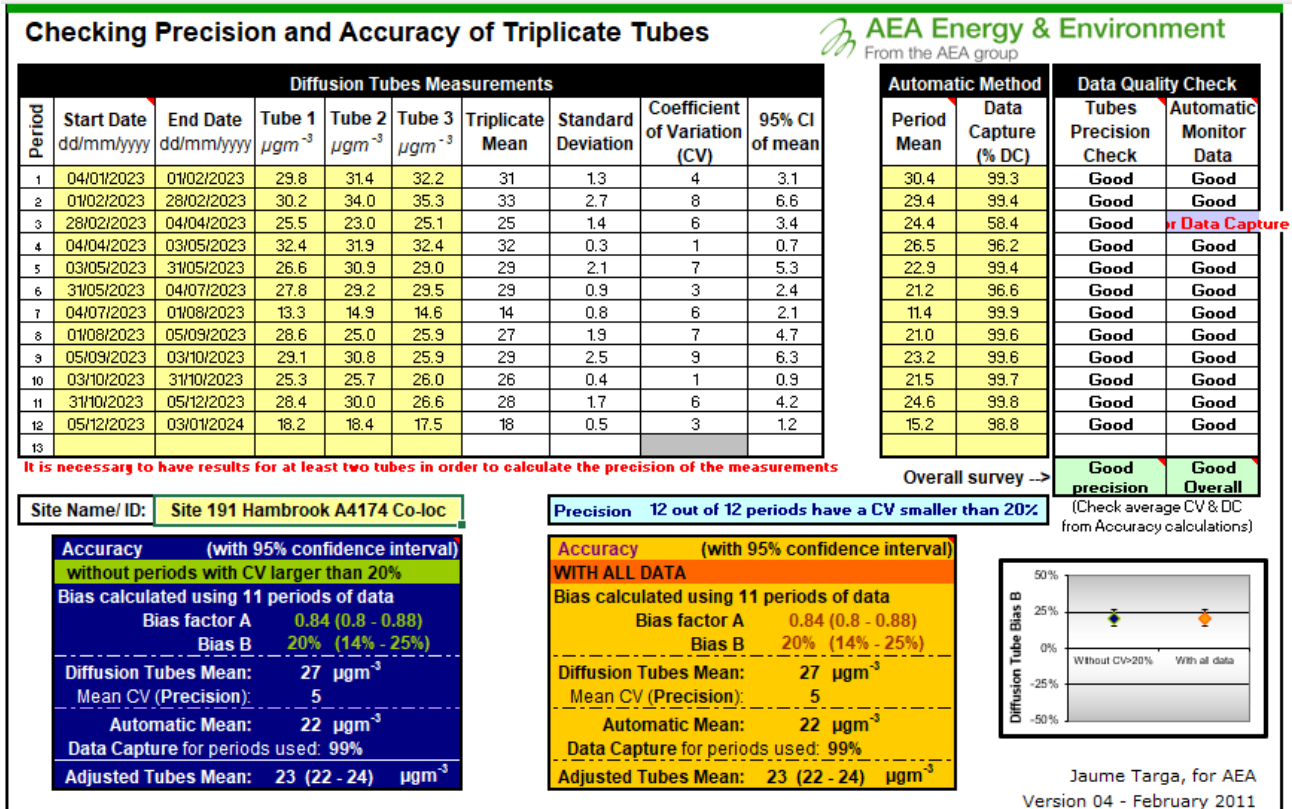 Checking Precision and Accuracy of Triplicate Tubes
AEA Energy & Environment
From the AEA group
Diffusion Tubes Measurements
Automatic Method
Data Quality Check
Period | Start Date dd/mm/yyyy | End Date dd/mm/yyyy | Tube 1 µgm⁻³ | Tube 2 µgm⁻³ | Tube 3 µgm⁻³ | Triplicate Mean | Standard Deviation | Coefficient of Variation (CV) | 95% CI of mean | Period Mean | Data Capture (% DC) | Tubes Precision Check | Automatic Monitor Data
1 04/01/2023 01/02/2023 29.8 31.4 32.2 31 1.3 4 3.1 30.4 99.3 Good Good
2 01/02/2023 28/02/2023 30.2 34.0 35.3 33 2.7 8 6.6 29.4 99.4 Good Good
3 28/02/2023 04/04/2023 25.5 23.0 25.1 25 1.4 6 3.4 24.4 58.4 Good or Data Capture
4 04/04/2023 03/05/2023 32.4 31.9 32.4 32 0.3 1 0.7 26.5 96.2 Good Good
5 03/05/2023 31/05/2023 26.6 30.9 29.0 29 2.1 7 5.3 22.9 99.4 Good Good
6 31/05/2023 04/07/2023 27.8 29.2 29.5 29 0.9 3 2.4 21.2 96.6 Good Good
7 04/07/2023 01/08/2023 13.3 14.9 14.6 14 0.8 6 2.1 11.4 99.9 Good Good
8 01/08/2023 05/09/2023 28.6 25.0 25.9 27 1.9 7 4.7 21.0 99.6 Good Good
9 05/09/2023 03/10/2023 29.1 30.8 25.9 29 2.5 9 6.3 23.2 99.6 Good Good
10 03/10/2023 31/10/2023 25.3 25.7 26.0 26 0.4 1 0.9 21.5 99.7 Good Good
11 31/10/2023 05/12/2023 28.4 30.0 26.6 28 1.7 6 4.2 24.6 99.8 Good Good
12 05/12/2023 03/01/2024 18.2 18.4 17.5 18 0.5 3 1.2 15.2 98.8 Good Good
13
It is necessary to have results for at least two tubes in order to calculate the precision of the measurements
Overall survey --> Good precision Good Overall
Site Name/ ID: Site 191 Hambrook A4174 Co-loc
Precision 12 out of 12 periods have a CV smaller than 20%
(Check average CV & DC
from Accuracy calculations)
Accuracy (with 95% confidence interval)
without periods with CV larger than 20%
Bias calculated using 11 periods of data
Bias factor A 0.84 (0.8 - 0.88)
Bias B 20% (14% - 25%)
Diffusion Tubes Mean: 27 µgm⁻³
Mean CV (Precision): 5
Automatic Mean: 22 µgm⁻³
Data Capture for periods used: 99%
Adjusted Tubes Mean: 23 (22 - 24) µgm⁻³
Accuracy (with 95% confidence interval)
WITH ALL DATA
Bias calculated using 11 periods of data
Bias factor A 0.84 (0.8 - 0.88)
Bias B 20% (14% - 25%)
Diffusion Tubes Mean: 27 µgm⁻³
Mean CV (Precision): 5
Automatic Mean: 22 µgm⁻³
Data Capture for periods used: 99%
Adjusted Tubes Mean: 23 (22 - 24) µgm⁻³
Diffusion Tube Bias B
50%
25%
0%
-25%
-50%
Without CV>20% With all data
Jaume Targa, for AEA
Version 04 - February 2011